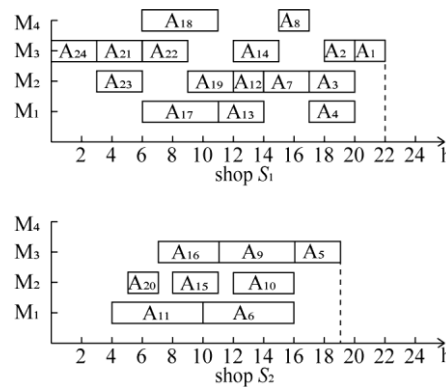 M₄ A₁₈ A₈
M₃ A₂₄ A₂₁ A₂₂ A₁₄ A₂ A₁
M₂ A₂₃ A₁₉ A₁₂ A₇ A₃
M₁ A₁₇ A₁₃ A₄
2 4 6 8 10 12 14 16 18 20 22 24 h
shop S₁
M₄
M₃ A₁₆ A₉ A₅
M₂ A₂₀ A₁₅ A₁₀
M₁ A₁₁ A₆
2 4 6 8 10 12 14 16 18 20 22 24 h
shop S₂